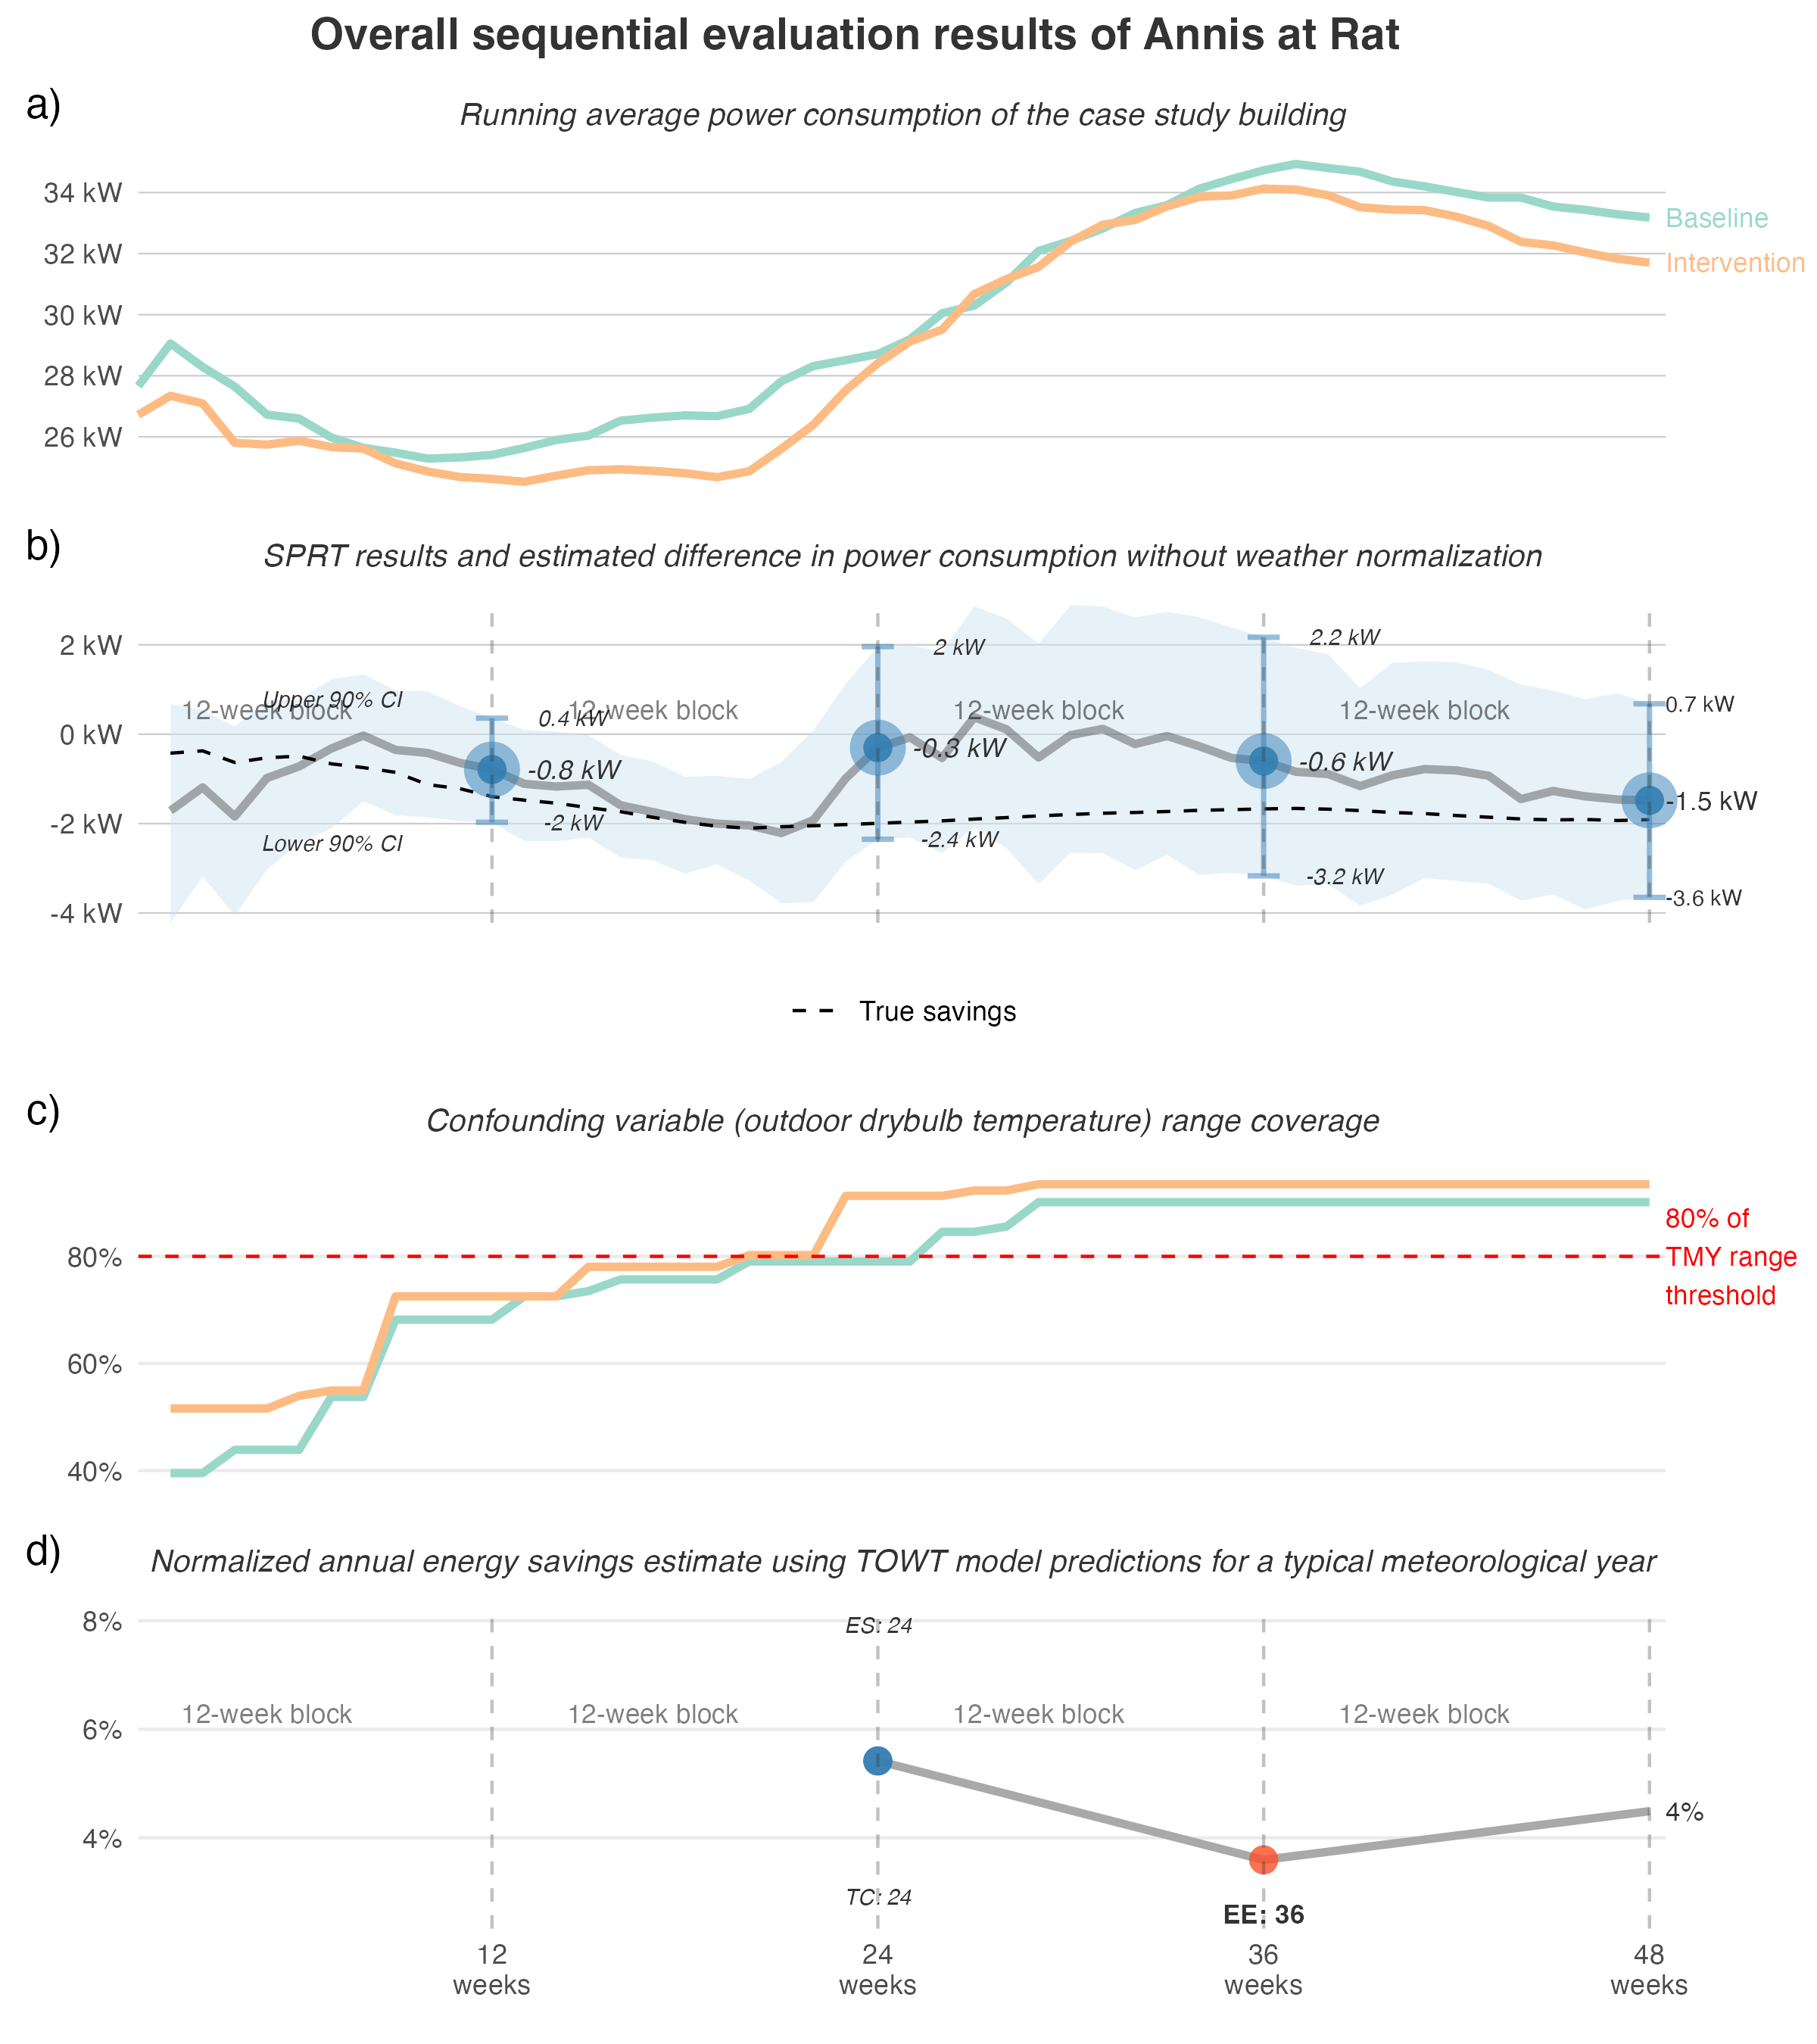 Overall sequential evaluation results of Annis at Rat
a)
Running average power consumption of the case study building
34 kW
32 kW
30 kW
28 kW
26 kW
Baseline
Intervention
b)
SPRT results and estimated difference in power consumption without weather normalization
2 kW
0 kW
-2 kW
-4 kW
Upper 90% CI
12-week block
12-week block
12-week block
12-week block
Lower 90% CI
0.4 kW
-0.8 kW
-2 kW
2 kW
-0.3 kW
-2.4 kW
2.2 kW
-0.6 kW
-3.2 kW
0.7 kW
-1.5 kW
-3.6 kW
True savings
c)
Confounding variable (outdoor drybulb temperature) range coverage
80%
60%
40%
80% of
TMY range
threshold
d)
Normalized annual energy savings estimate using TOWT model predictions for a typical meteorological year
8%
6%
4%
ES: 24
12-week block
12-week block
12-week block
12-week block
4%
TC: 24
EE: 36
12
weeks
24
weeks
36
weeks
48
weeks